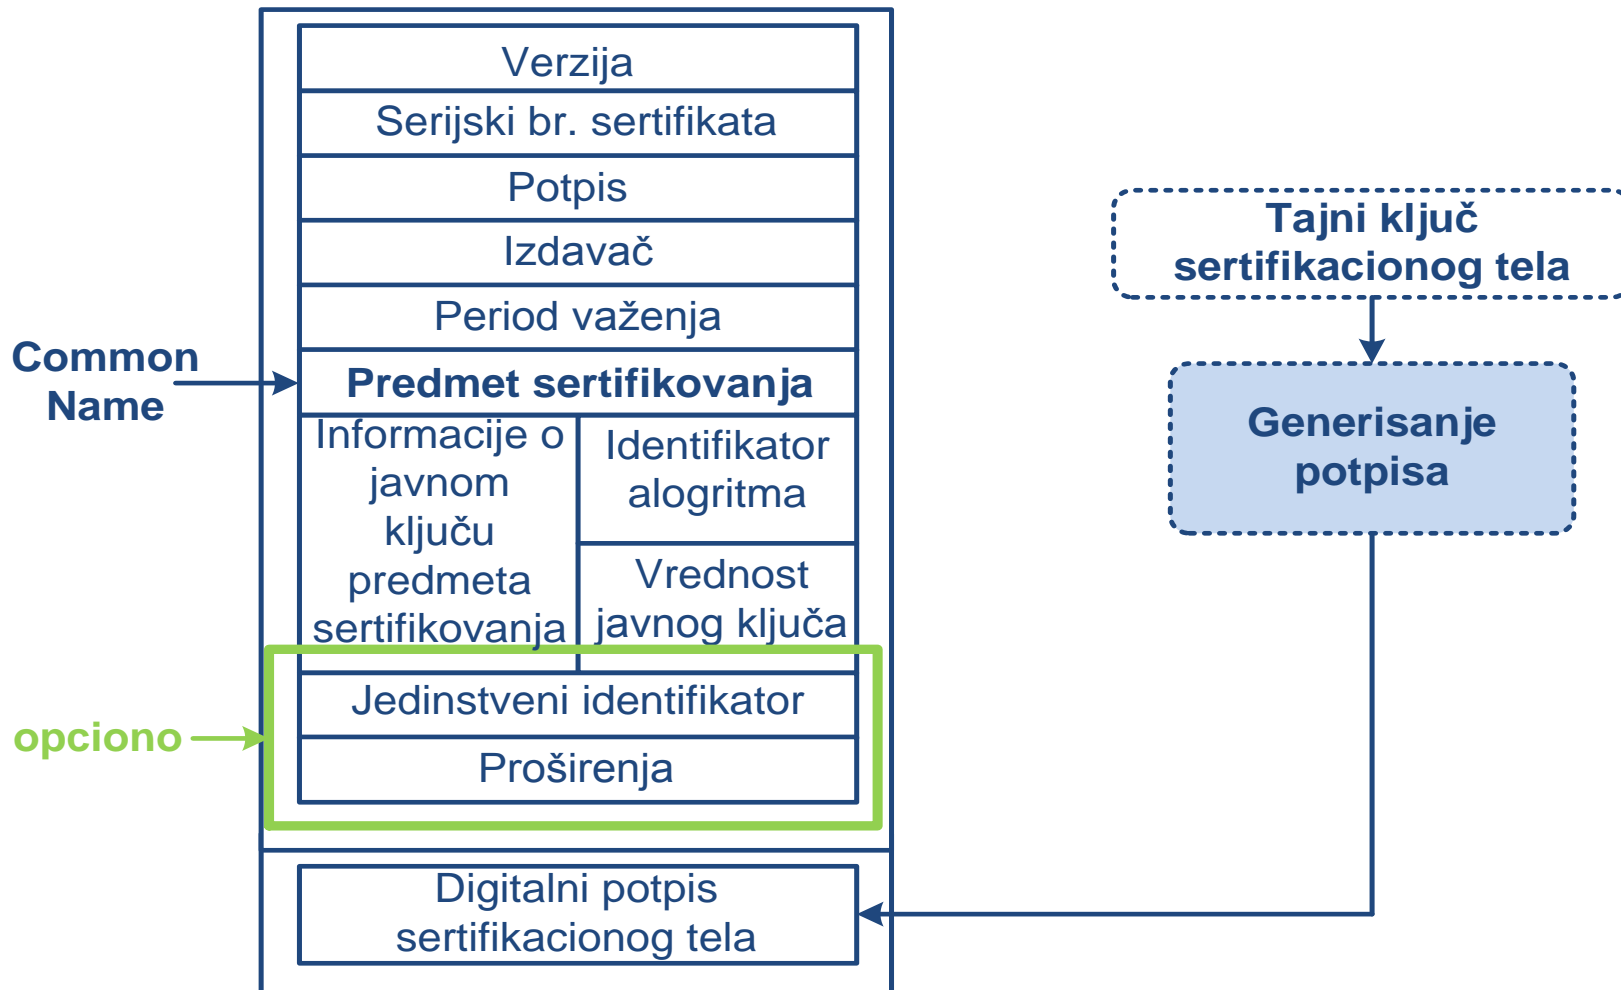 Verzija
Serijski br. sertifikata
Potpis
Izdavač
Period važenja
Common
Name
Predmet sertifikovanja
Informacije o
javnom
ključu
predmeta
sertifikovanja
Identifikator
alogritma
Vrednost
javnog ključa
opciono
Jedinstveni identifikator
Proširenja
Digitalni potpis
sertifikacionog tela
Tajni ključ
sertifikacionog tela
Generisanje
potpisa